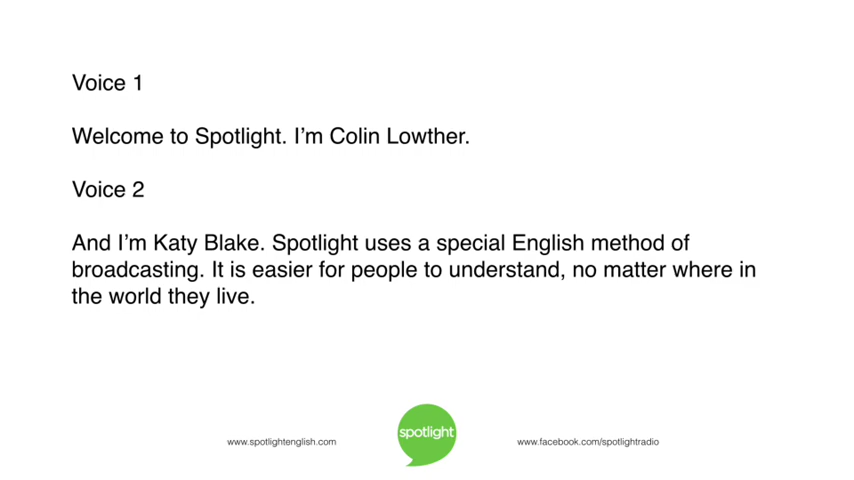 Voice 1
Welcome to Spotlight. I'm Colin Lowther.
Voice 2
And I'm Katy Blake. Spotlight uses a special English method of
broadcasting. It is easier for people to understand, no matter where in
the world they live.
www.spotlightenglish.com
spotlight
www.facebook.com/spotlightradio